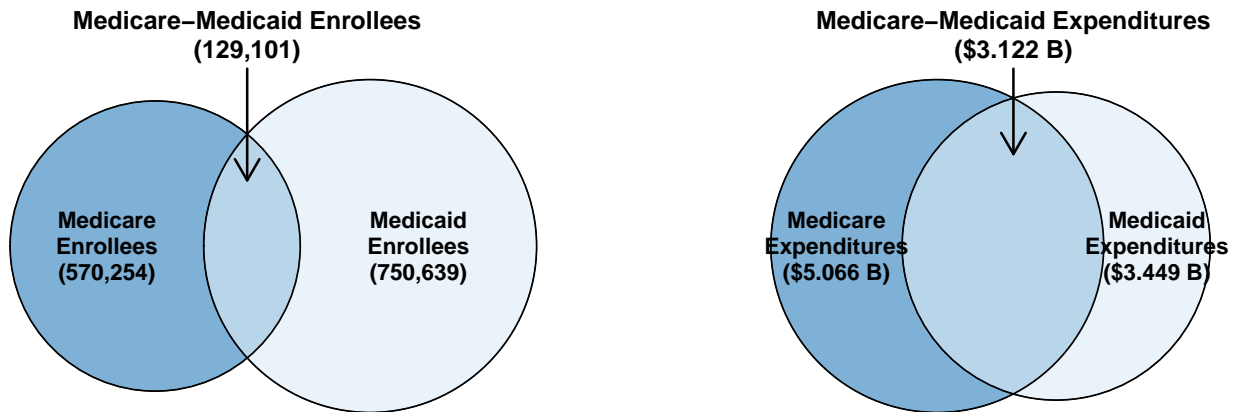 Medicare–Medicaid Enrollees
(129,101)
Medicare
Enrollees
(570,254)
Medicaid
Enrollees
(750,639)
Medicare–Medicaid Expenditures
($3.122 B)
Medicare
Expenditures
($5.066 B)
Medicaid
Expenditures
($3.449 B)